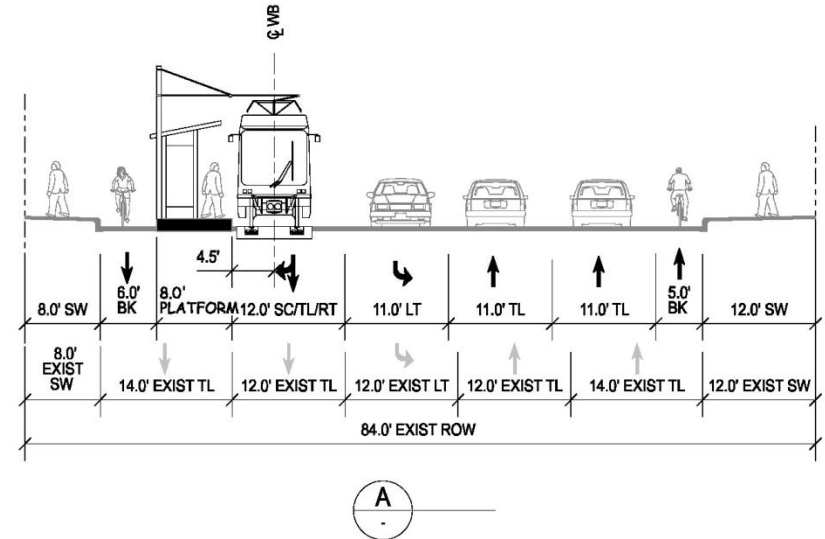 ℄ WB
4.5'
8.0' SW
6.0'
BK
8.0'
PLATFORM
12.0' SC/TL/RT
11.0' LT
11.0' TL
11.0' TL
5.0'
BK
12.0' SW
8.0'
EXIST
SW
14.0' EXIST TL
12.0' EXIST TL
12.0' EXIST LT
12.0' EXIST TL
14.0' EXIST TL
12.0' EXIST SW
84.0' EXIST ROW
A
-